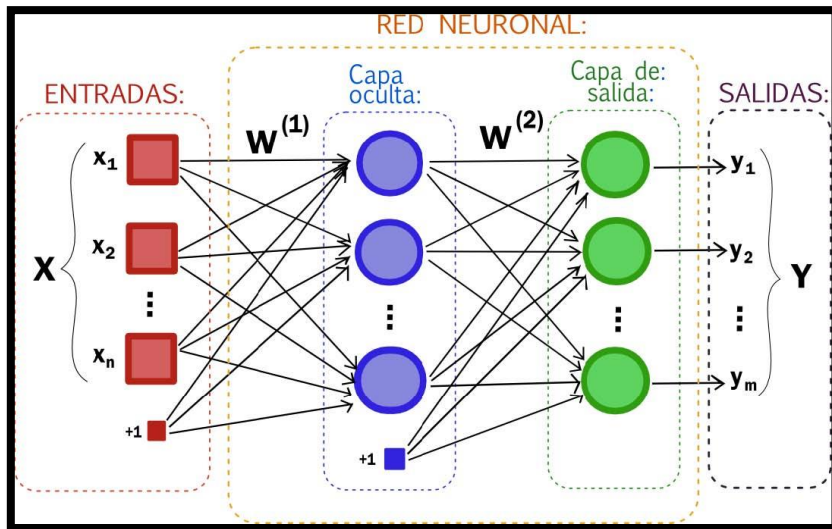 RED NEURONAL:
ENTRADAS:
Capa
oculta:
Capa de:
salida:
SALIDAS:
W(1)
W(2)
X
x1
x2
⋮
xn
+1
⋮
+1
⋮
y1
y2
⋮
ym
Y